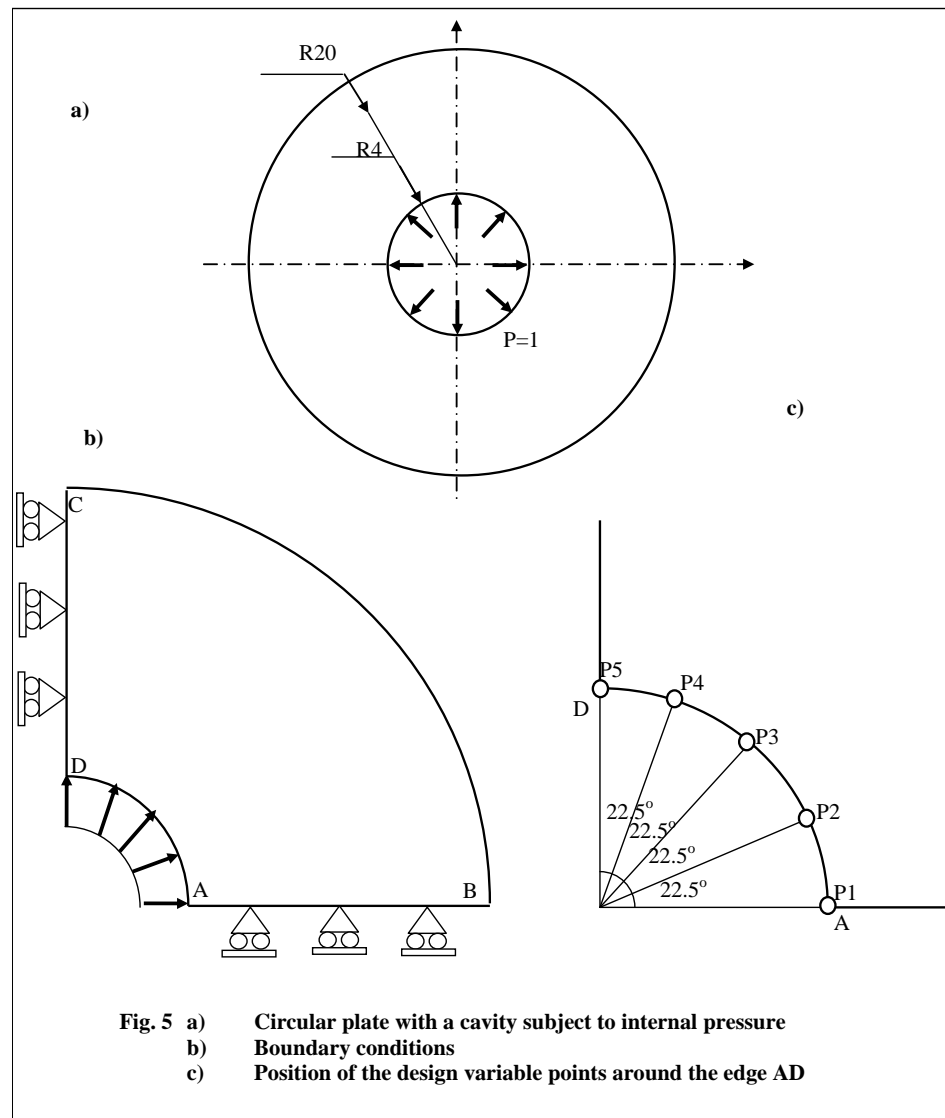 R20
a)
R4
P=1
c)
b)
C
D
A
B
P5
P4
D
P3
P2
22.5°
22.5°
22.5°
22.5°
P1
A
Fig. 5 a) Circular plate with a cavity subject to internal pressure
b) Boundary conditions
c) Position of the design variable points around the edge AD